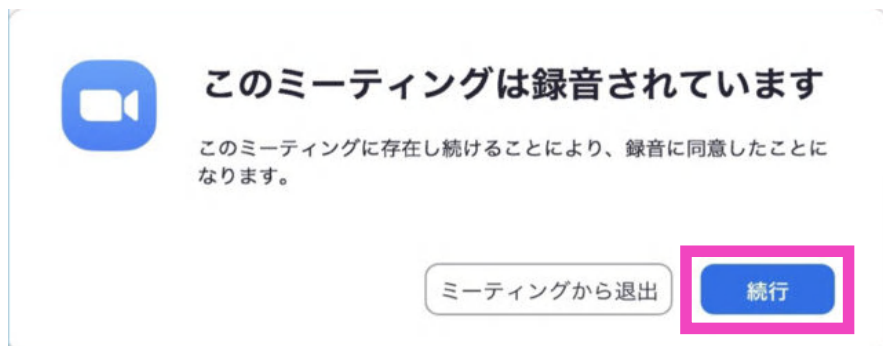 このミーティングは録音されています
このミーティングに存在し続けることにより、録音に同意したことに
なります。
ミーティングから退出
続行